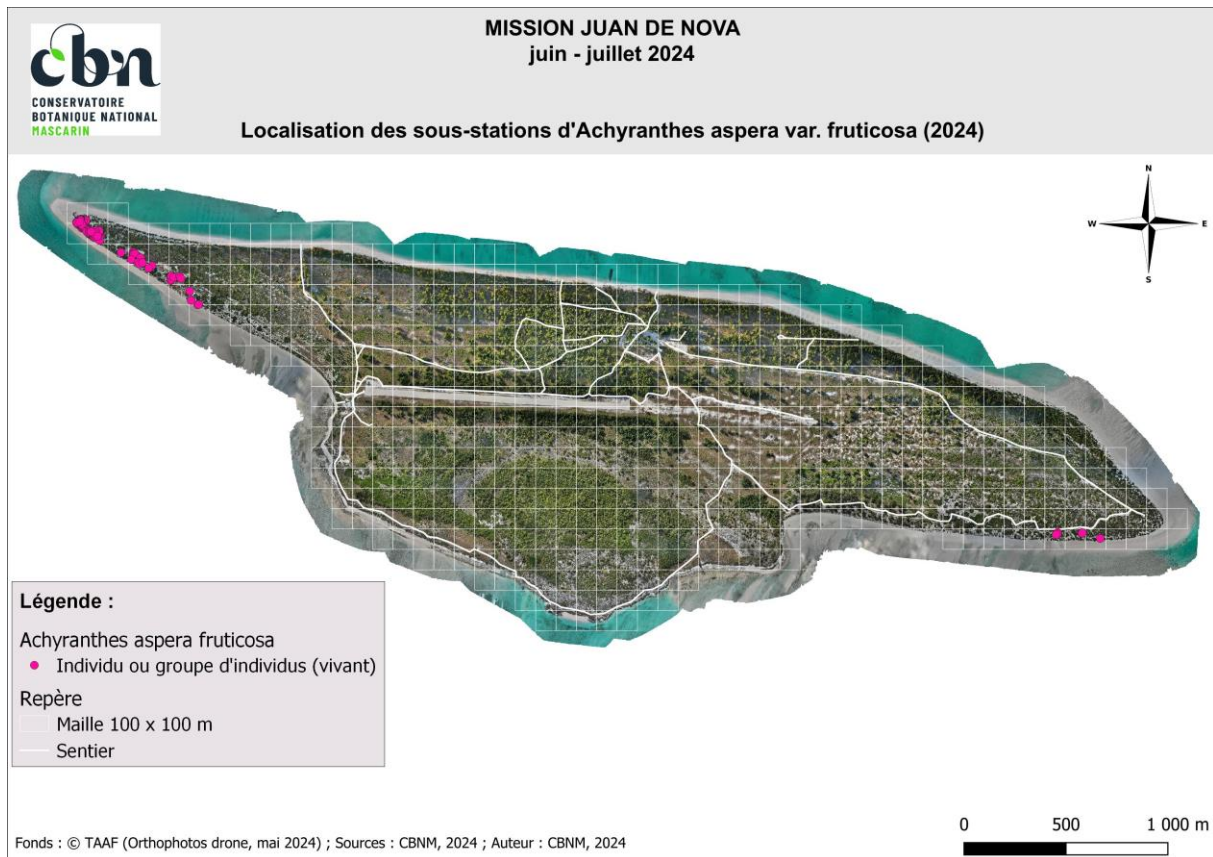 cbn
CONSERVATOIRE
BOTANIQUE NATIONAL
MASCARIN
MISSION JUAN DE NOVA
juin - juillet 2024
Localisation des sous-stations d'Achyranthes aspera var. fruticosa (2024)
N
W
E
S
Légende :
Achyranthes aspera fruticosa
Individu ou groupe d'individus (vivant)
Repère
Maille 100 x 100 m
Sentier
0 500 1 000 m
Fonds : © TAAF (Orthophotos drone, mai 2024) ; Sources : CBNM, 2024 ; Auteur : CBNM, 2024